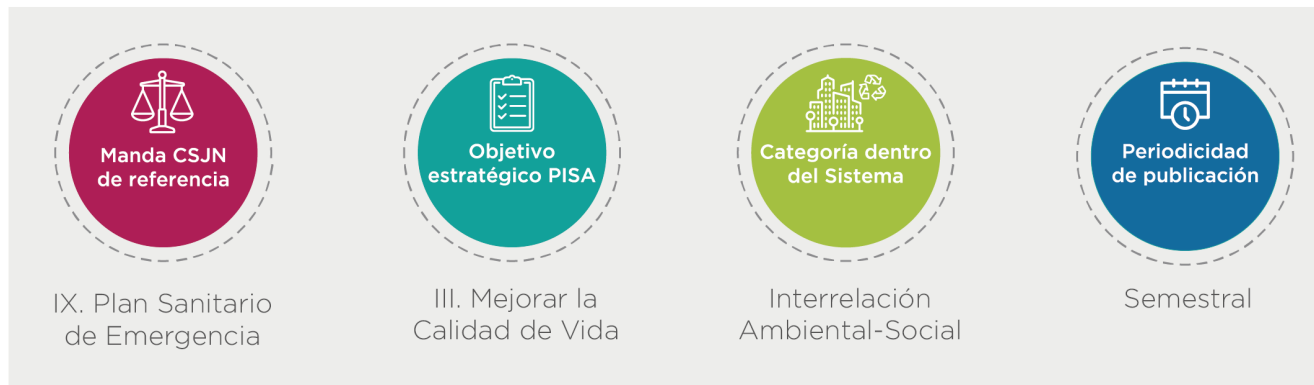 Manda CSJN
de referencia
IX. Plan Sanitario
de Emergencia
Objetivo
estratégico PISA
III. Mejorar la
Calidad de Vida
Categoría dentro
del Sistema
Interrelación
Ambiental-Social
Periodicidad
de publicación
Semestral